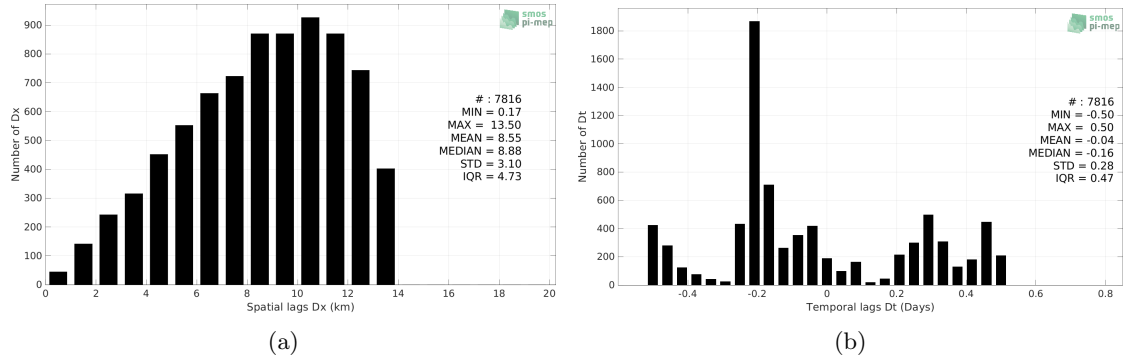 smos
pi-mep
900
800
700
600
500
400
300
200
100
0
Number of Dx
# : 7816
MIN = 0.17
MAX = 13.50
MEAN = 8.55
MEDIAN = 8.88
STD = 3.10
IQR = 4.73
0 2 4 6 8 10 12 14 16 18 20
Spatial lags Dx (km)
(a)
smos
pi-mep
1800
1600
1400
1200
1000
800
600
400
200
0
Number of Dt
# : 7816
MIN = -0.50
MAX = 0.50
MEAN = -0.04
MEDIAN = -0.16
STD = 0.28
IQR = 0.47
-0.4 -0.2 0 0.2 0.4 0.6 0.8
Temporal lags Dt (Days)
(b)